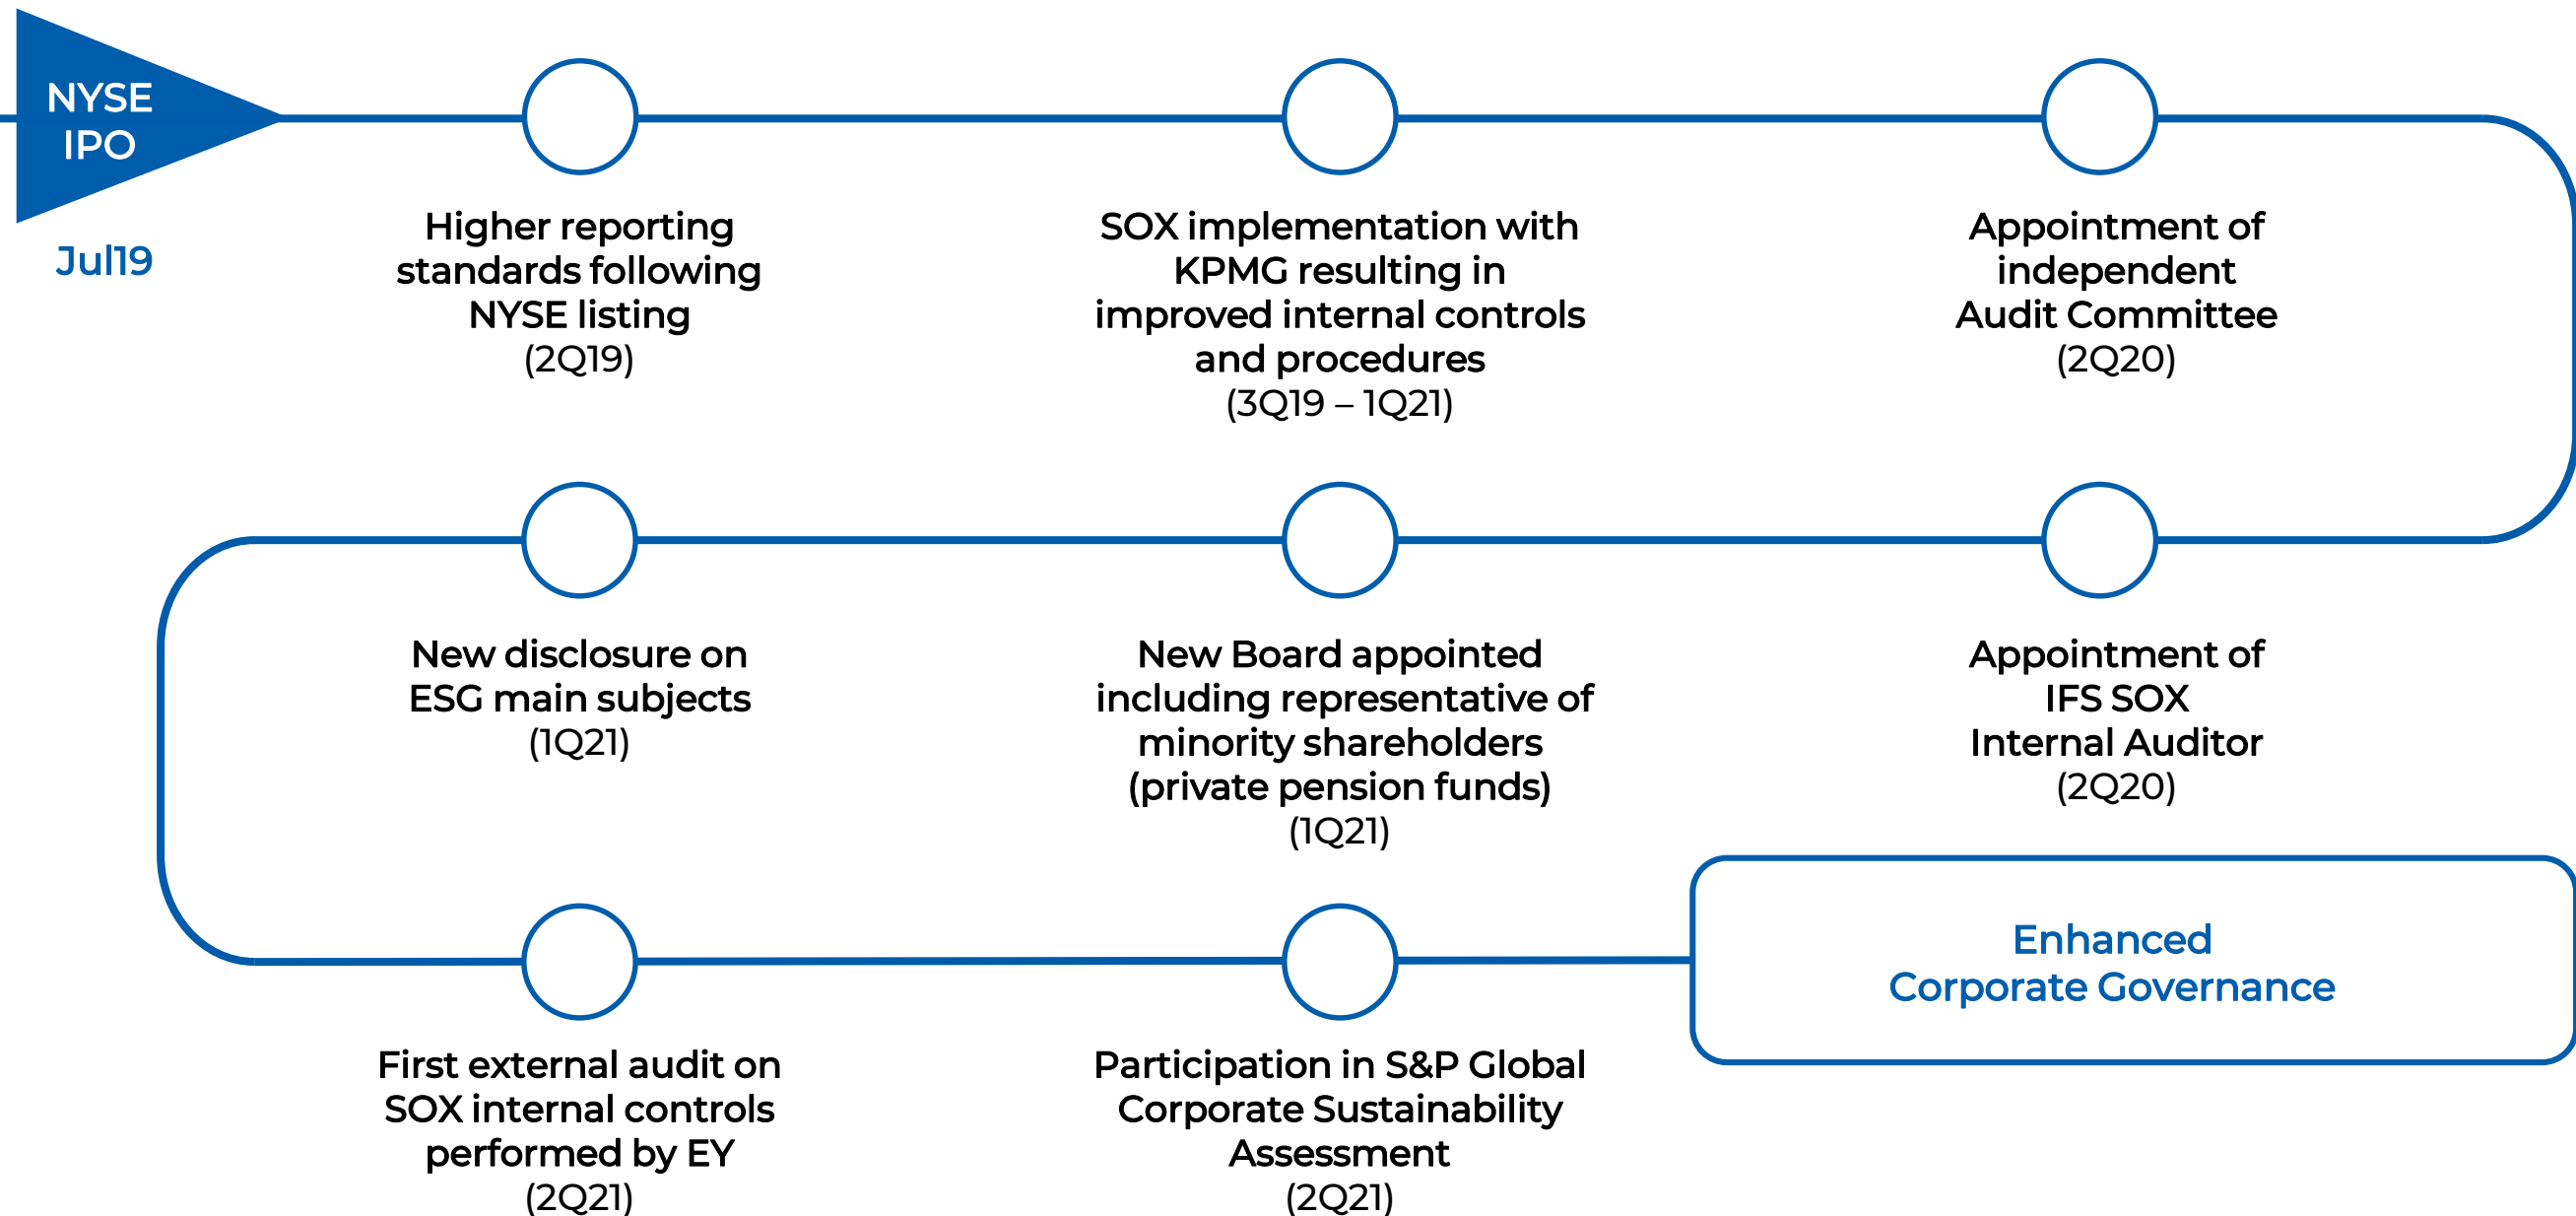 NYSE
IPO
Jul19
Higher reporting
standards following
NYSE listing
(2Q19)
SOX implementation with
KPMG resulting in
improved internal controls
and procedures
(3Q19 – 1Q21)
Appointment of
independent
Audit Committee
(2Q20)
Appointment of
IFS SOX
Internal Auditor
(2Q20)
New Board appointed
including representative of
minority shareholders
(private pension funds)
(1Q21)
New disclosure on
ESG main subjects
(1Q21)
First external audit on
SOX internal controls
performed by EY
(2Q21)
Participation in S&P Global
Corporate Sustainability
Assessment
(2Q21)
Enhanced
Corporate Governance